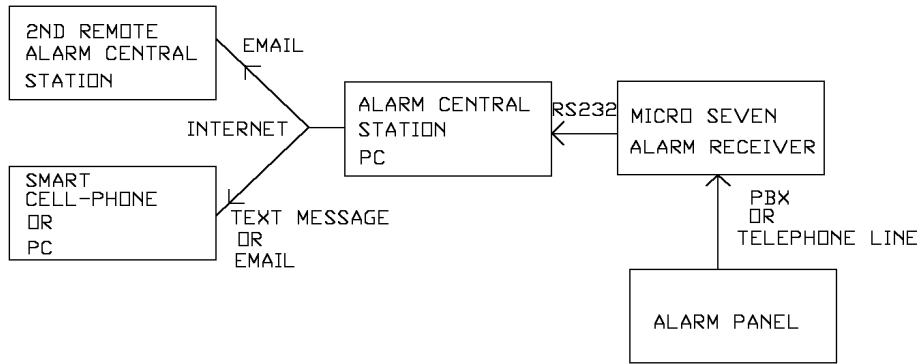 2ND REMOTE
ALARM CENTRAL
STATION
EMAIL
INTERNET
SMART
CELL-PHONE
OR
PC
TEXT MESSAGE
OR
EMAIL
ALARM CENTRAL
STATION
PC
RS232
MICRO SEVEN
ALARM RECEIVER
PBX
OR
TELEPHONE LINE
ALARM PANEL